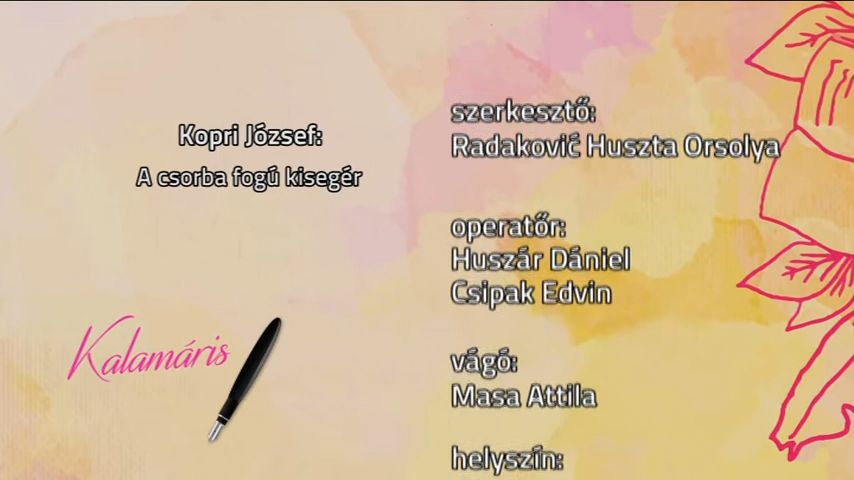 Kopri József:
A csorba fogú kisegér
Kalamáris
szerkesztő:
Radaković Huszta Orsolya
operatőr:
Huszár Dániel
Csipak Edvin
vágó:
Masa Attila
helyszín: